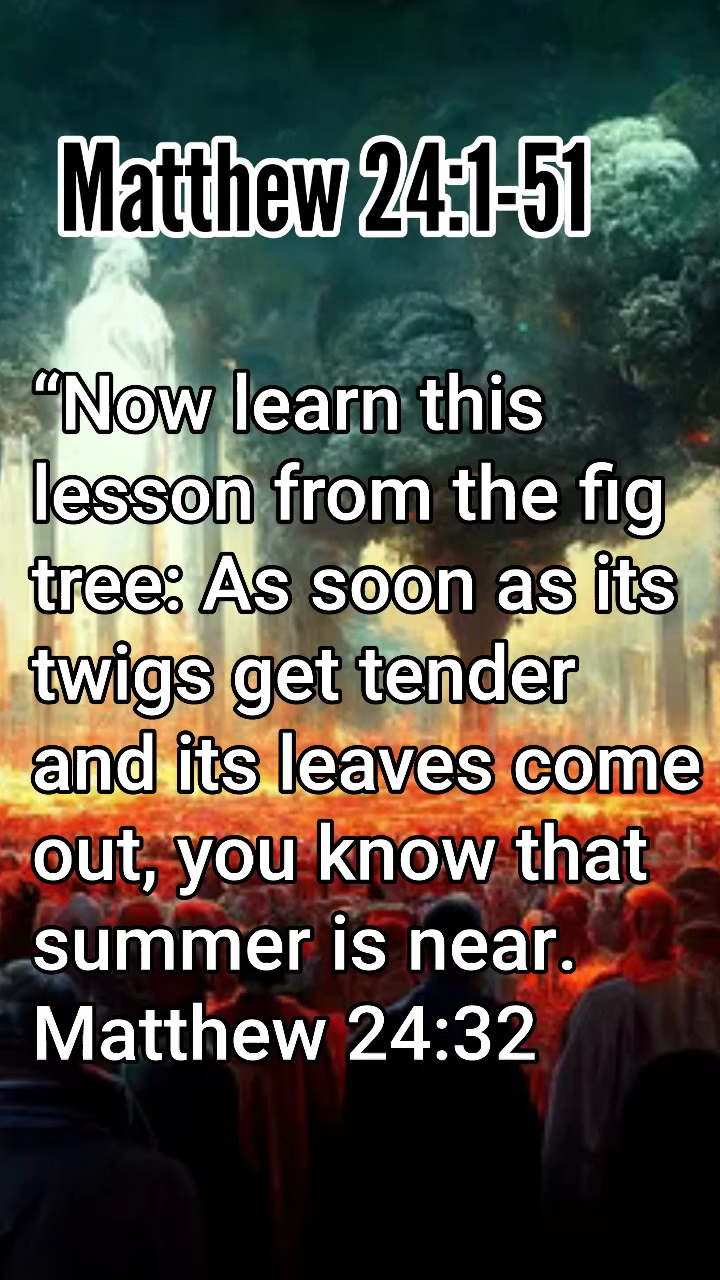 Matthew 24:1-51
“Now learn this
lesson from the fig
tree: As soon as its
twigs get tender
and its leaves come
out, you know that
summer is near.
Matthew 24:32